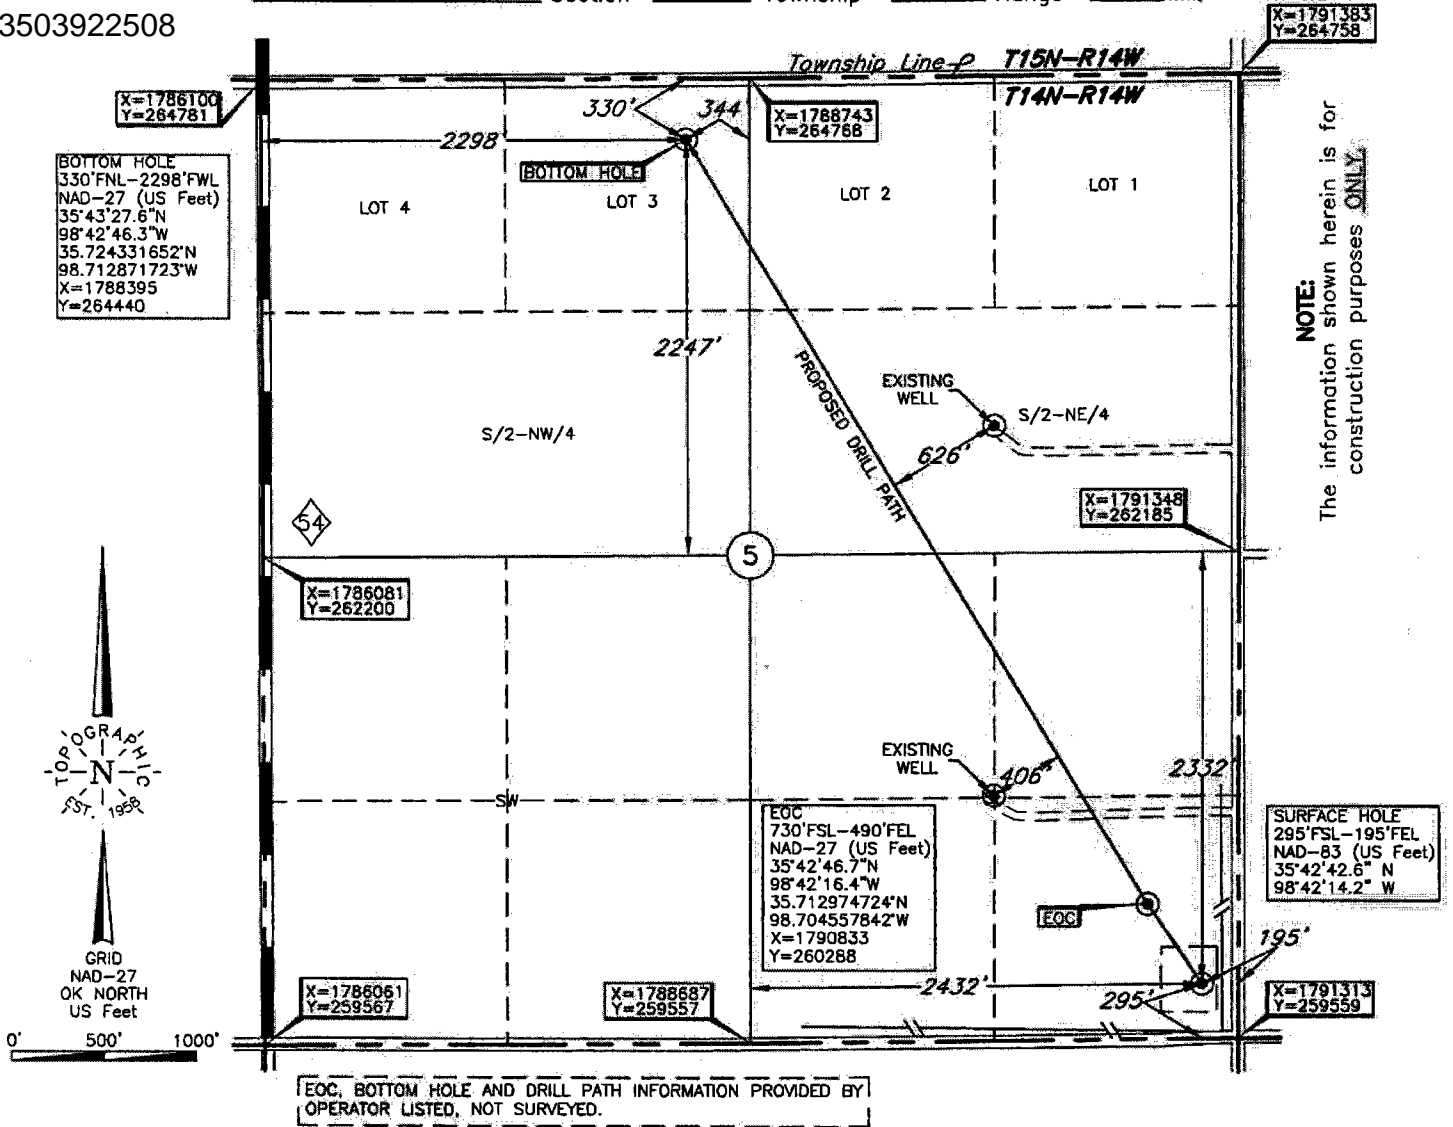 3503922508
X=1791383
Y=264758
Township Line
T15N-R14W
T14N-R14W
X=1786100
Y=264781
330'
344'
X=1788743
Y=264768
2298'
BOTTOM HOLE
BOTTOM HOLE
330'FNL-2298'FWL
NAD-27 (US Feet)
35°43'27.6"N
98°42'46.3"W
35.724331652°N
98.712871723°W
X=1788395
Y=264440
LOT 4
LOT 3
LOT 2
LOT 1
NOTE:
The information shown herein is for
construction purposes ONLY.
2247'
PROPOSED DRILL PATH
EXISTING
WELL
S/2-NE/4
S/2-NW/4
626'
X=1791348
Y=262185
54
5
X=1786081
Y=262200
TOPOGRAPHIC
N
EST. 1958
EXISTING
WELL
406'
2332'
SW
EOC
730'FSL-490'FEL
NAD-27 (US Feet)
35°42'46.7"N
98°42'16.4"W
35.712974724°N
98.704557842°W
X=1790833
Y=260288
SURFACE HOLE
295'FSL-195'FEL
NAD-83 (US Feet)
35°42'42.6" N
98°42'14.2" W
EOC
195'
GRID
NAD-27
OK NORTH
US Feet
0' 500' 1000'
X=1786061
Y=259567
X=1788687
Y=259557
2432'
295'
X=1791313
Y=259559
EOC, BOTTOM HOLE AND DRILL PATH INFORMATION PROVIDED BY
OPERATOR LISTED, NOT SURVEYED.